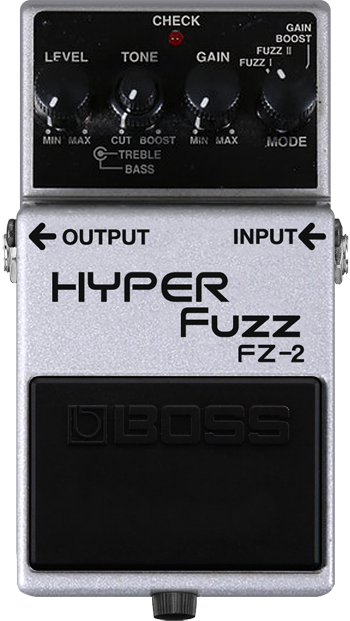 CHECK
LEVEL TONE GAIN
GAIN
BOOST
FUZZ II
FUZZ I
MIN MAX CUT BOOST MIN MAX MODE
TREBLE
BASS
OUTPUT INPUT
HYPER
FUZZ
FZ-2
BOSS